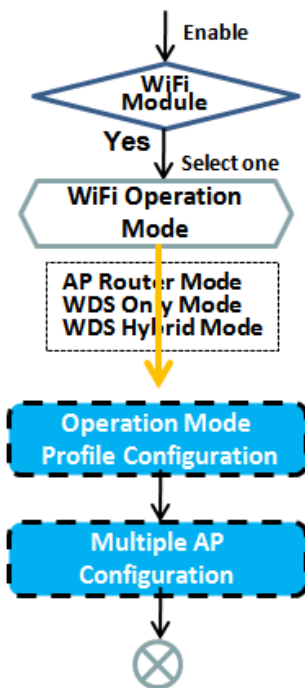 Enable
WiFi
Module
Yes
Select one
WiFi Operation
Mode
AP Router Mode
WDS Only Mode
WDS Hybrid Mode
Operation Mode
Profile Configuration
Multiple AP
Configuration